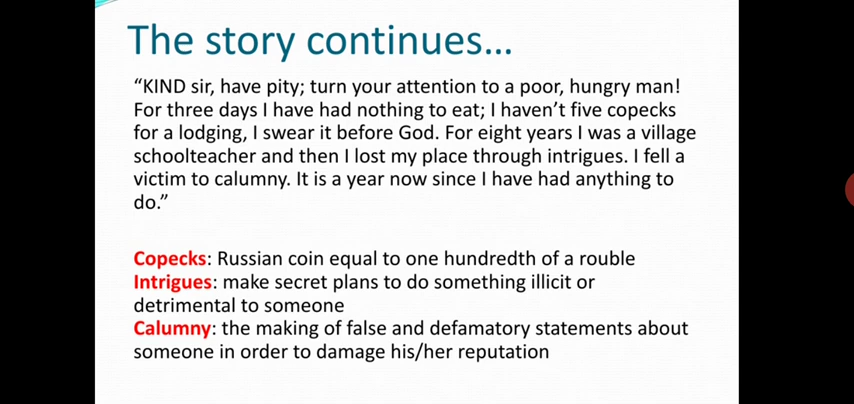 The story continues…
“KIND sir, have pity; turn your attention to a poor, hungry man!
For three days I have had nothing to eat; I haven’t five copecks
for a lodging, I swear it before God. For eight years I was a village
schoolteacher and then I lost my place through intrigues. I fell a
victim to calumny. It is a year now since I have had anything to
do.”
Copecks: Russian coin equal to one hundredth of a rouble
Intrigues: make secret plans to do something illicit or
detrimental to someone
Calumny: the making of false and defamatory statements about
someone in order to damage his/her reputation